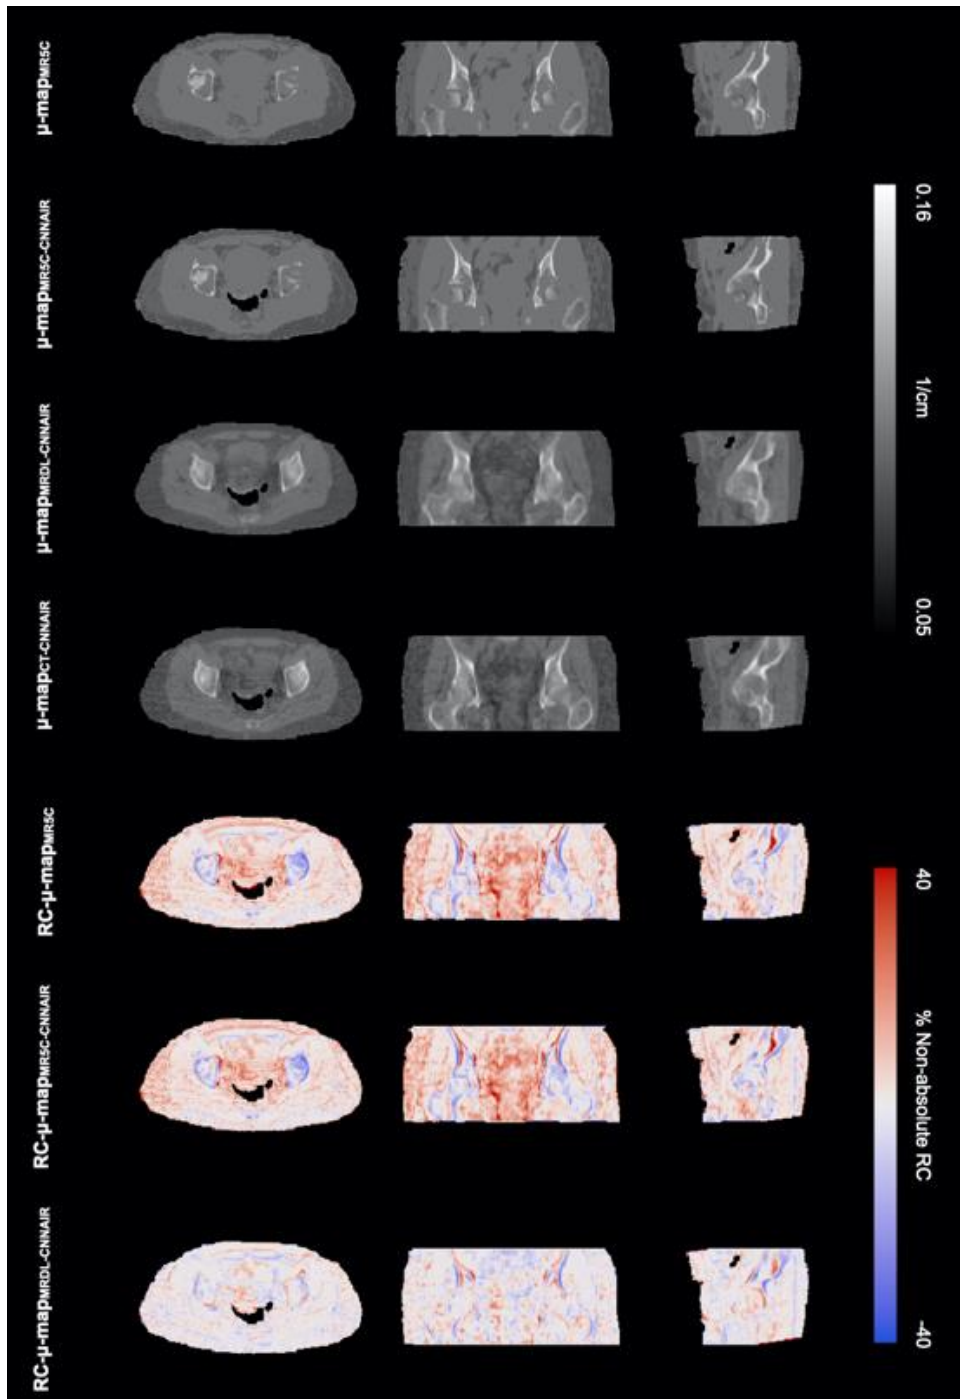 μ-mapMR5C
μ-mapMR5C-CNNAIR
μ-mapMRDL-CNNAIR
μ-mapCT-CNNAIR
RC-μ-mapMR5C
RC-μ-mapMR5C-CNNAIR
RC-μ-mapMRDL-CNNAIR
0.16
1/cm
0.05
40
% Non-absolute RC
-40